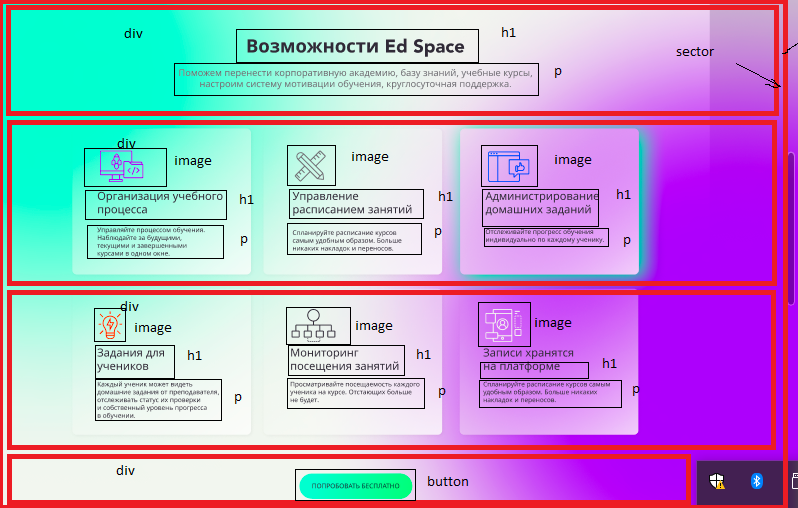 div
h1
Возможности Ed Space
sector
Поможем перенести корпоративную академию, базу знаний, учебные курсы,
настроим систему мотивации обучения, круглосуточная поддержка.
p
div
image
image
image
Организация учебного
процесса
h1
Управление
расписанием занятий
h1
Администрирование
домашних заданий
h1
Управляйте процессом обучения.
Наблюдайте за будущими,
текущими и завершенными
курсами в одном окне.
p
Спланируйте расписание курсов
самым удобным образом. Больше
никаких накладок и переносов.
p
Отслеживайте прогресс обучения
индивидуально по каждому ученику.
p
div
image
image
image
Задания для
учеников
h1
Мониторинг
посещения занятий
h1
Записи хранятся
на платформе
h1
Каждый ученик может видеть
домашние задания от преподавателя,
отслеживать статус их проверки
и собственный уровень прогресса
в обучении.
p
Просматривайте посещаемость каждого
ученика на курсе. Отстающих больше
не будет.
p
Спланируйте расписание курсов самым
удобным образом. Больше никаких
накладок и переносов.
p
div
ПОПРОБОВАТЬ БЕСПЛАТНО
button